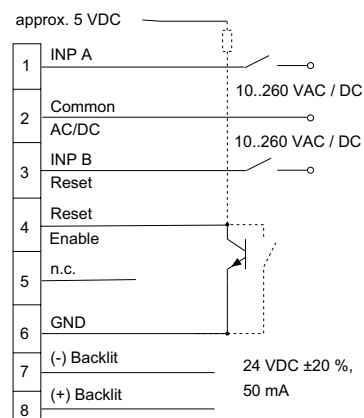 approx. 5 VDC
1
INP A
10..260 VAC / DC
2
Common
AC/DC
10..260 VAC / DC
3
INP B
Reset
4
Reset
Enable
5
n.c.
6
GND
7
(-) Backlit
24 VDC ±20 %,
50 mA
8
(+) Backlit